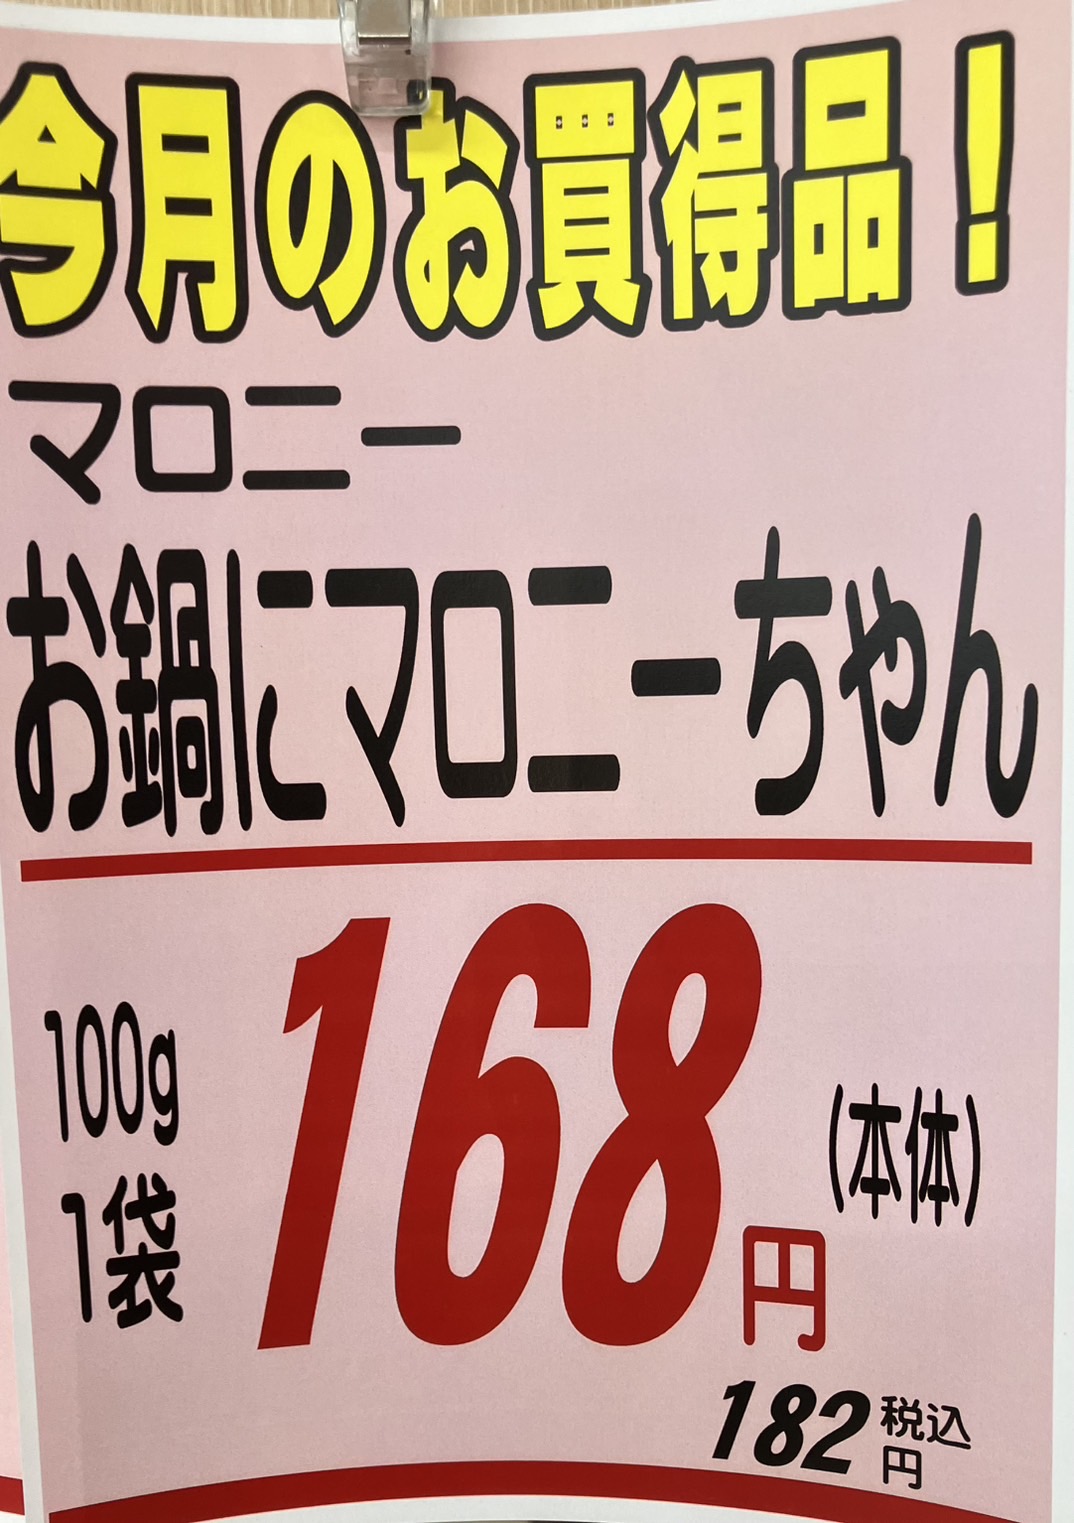 今月のお買得品！
マロニー
お鍋にマロニーちゃん
100g
1袋
168円
(本体)
182円
税込